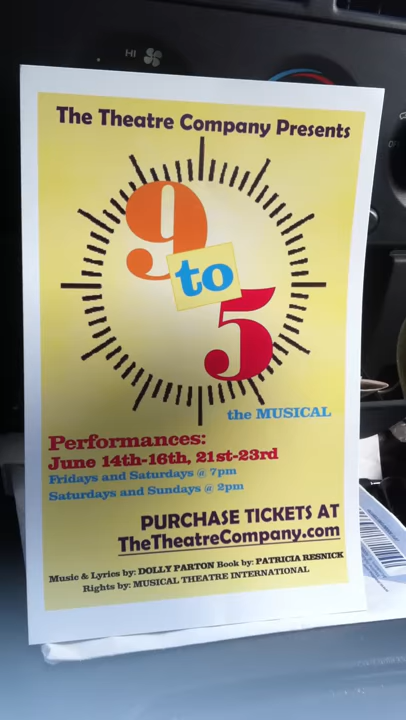 HI
The Theatre Company Presents
9
to
5
the MUSICAL
Performances:
June 14th-16th, 21st-23rd
Fridays and Saturdays @ 7pm
Saturdays and Sundays @ 2pm
PURCHASE TICKETS AT
TheTheatreCompany.com
Music & Lyrics by: DOLLY PARTON Book by: PATRICIA RESNICK
Rights by: MUSICAL THEATRE INTERNATIONAL